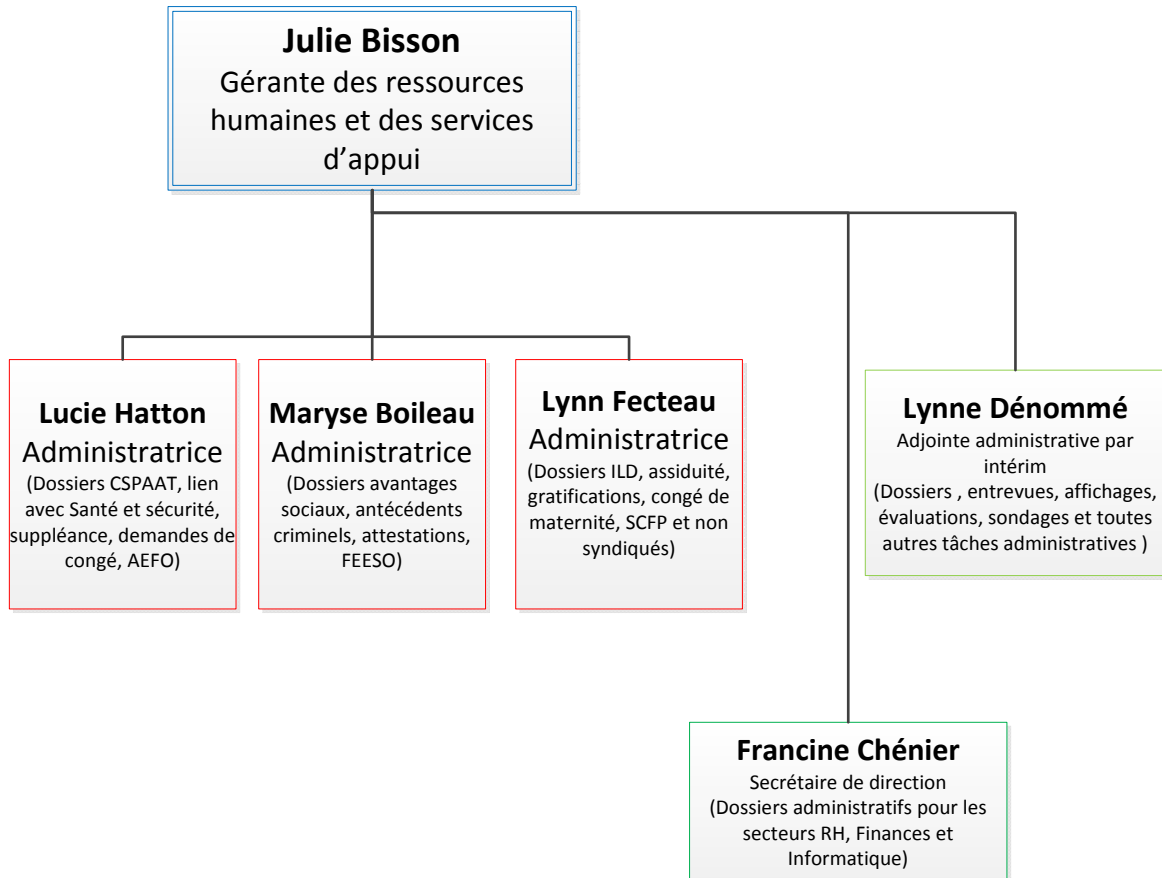 Julie Bisson
Gérante des ressources
humaines et des services
d’appui
Lucie Hatton
Administratrice
(Dossiers CSPAAT, lien
avec Santé et sécurité,
suppléance, demandes de
congé, AEFO)
Maryse Boileau
Administratrice
(Dossiers avantages
sociaux, antécédents
criminels, attestations,
FEESO)
Lynn Fecteau
Administratrice
(Dossiers ILD, assiduité,
gratifications, congé de
maternité, SCFP et non
syndiqués)
Lynne Dénommé
Adjointe administrative par
intérim
(Dossiers , entrevues, affichages,
évaluations, sondages et toutes
autres tâches administratives )
Francine Chénier
Secrétaire de direction
(Dossiers administratifs pour les
secteurs RH, Finances et
Informatique)